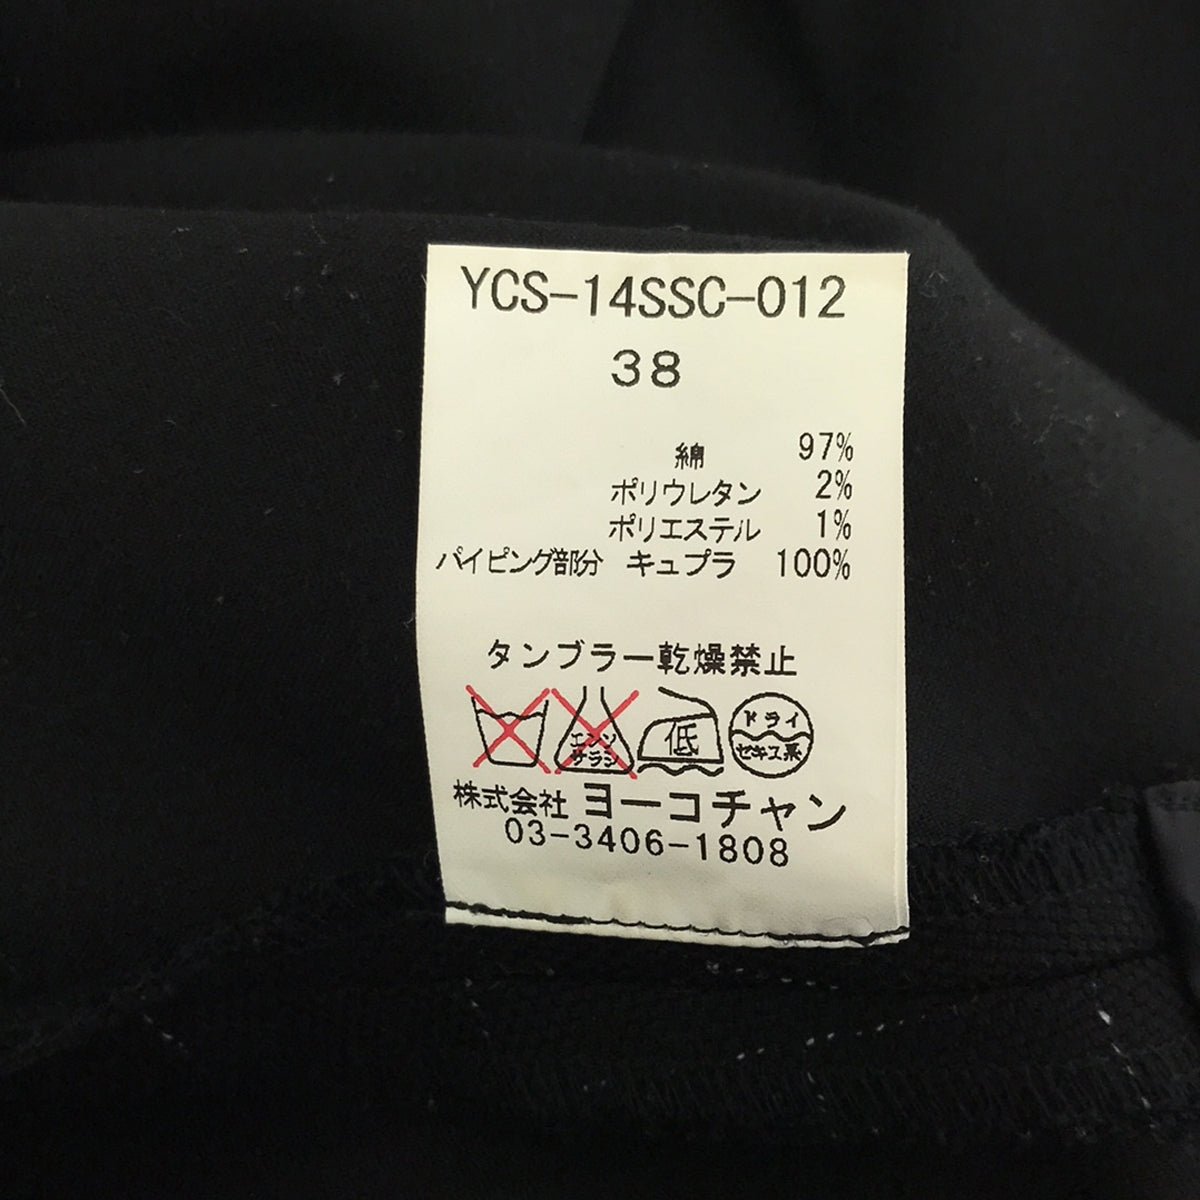 YCS-14SSC-012
38
綿 97%
ポリウレタン 2%
ポリエステル 1%
パイピング部分 キュプラ 100%
タンブラー乾燥禁止
エンソ
サラシ
低
ドライ
セキユ系
株式会社 ヨーコチャン
03-3406-1808